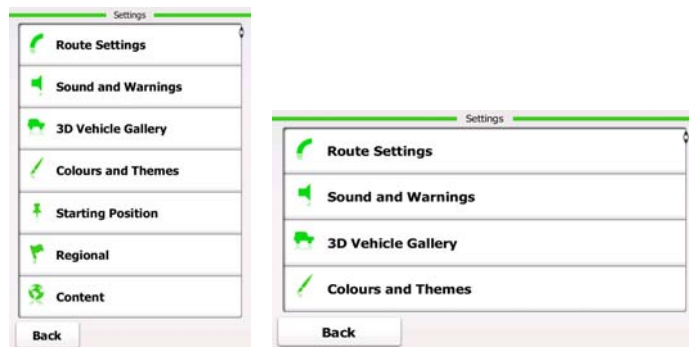 Settings
Route Settings
Sound and Warnings
3D Vehicle Gallery
Colours and Themes
Starting Position
Regional
Content
Back
Settings
Route Settings
Sound and Warnings
3D Vehicle Gallery
Colours and Themes
Back